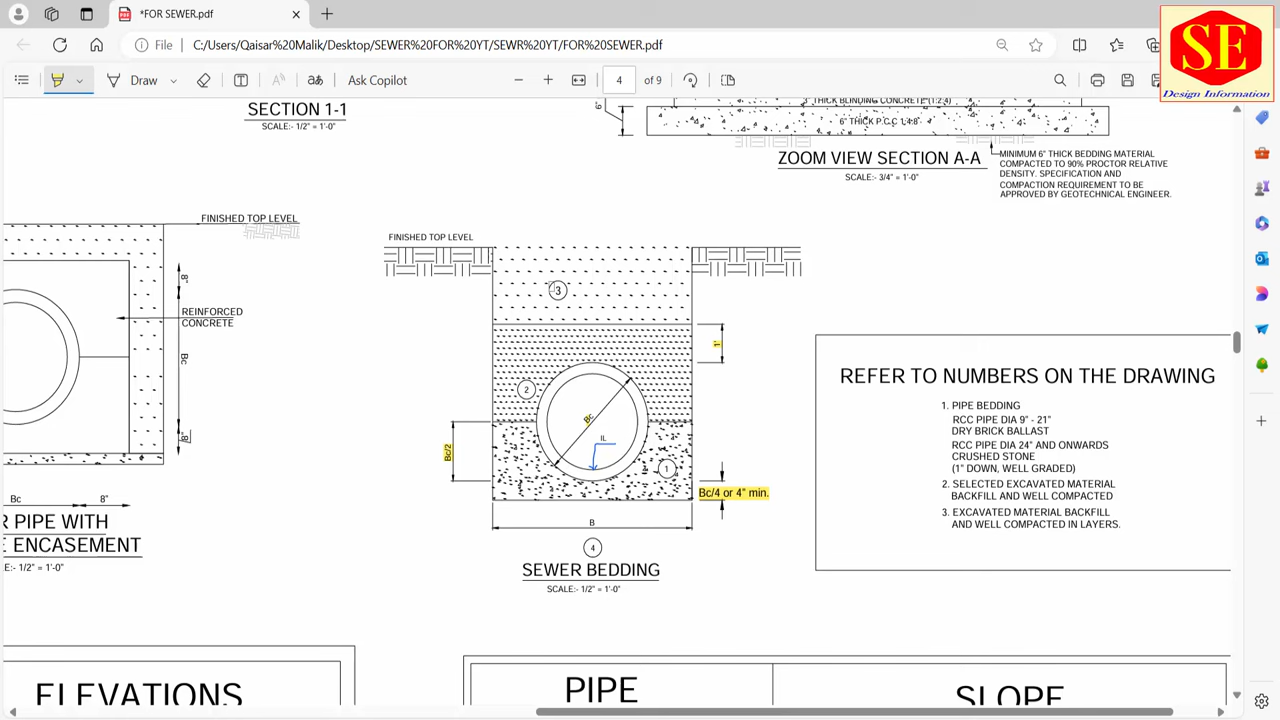 *FOR SEWER.pdf
File
C:/Users/Qaisar%20Malik/Desktop/SEWER%20FOR%20YT/SEWR%20YT/FOR%20SEWER.pdf
SE
Design Information
Draw
Ask Copilot
4 of 9
SECTION 1-1
SCALE:- 1/2" = 1'-0"
6"
3" THICK BLINDING CONCRETE (1:2:4)
6" THICK P.C.C 1:4:8
ZOOM VIEW SECTION A-A
SCALE:- 3/4" = 1'-0"
MINIMUM 6" THICK BEDDING MATERIAL
COMPACTED TO 90% PROCTOR RELATIVE
DENSITY. SPECIFICATION AND
COMPACTION REQUIREMENT TO BE
APPROVED BY GEOTECHNICAL ENGINEER.
FINISHED TOP LEVEL
8"
REINFORCED
CONCRETE
Bc
8"
Bc 8"
R PIPE WITH
E ENCASEMENT
E:- 1/2" = 1'-0"
FINISHED TOP LEVEL
3
1'
2
Bc
IL
Bc/2
1
Bc/4 or 4" min.
B
4
SEWER BEDDING
SCALE:- 1/2" = 1'-0"
REFER TO NUMBERS ON THE DRAWING
1. PIPE BEDDING
RCC PIPE DIA 9" - 21"
DRY BRICK BALLAST
RCC PIPE DIA 24" AND ONWARDS
CRUSHED STONE
(1" DOWN, WELL GRADED)
2. SELECTED EXCAVATED MATERIAL
BACKFILL AND WELL COMPACTED
3. EXCAVATED MATERIAL BACKFILL
AND WELL COMPACTED IN LAYERS.
ELEVATIONS
PIPE
SLOPE